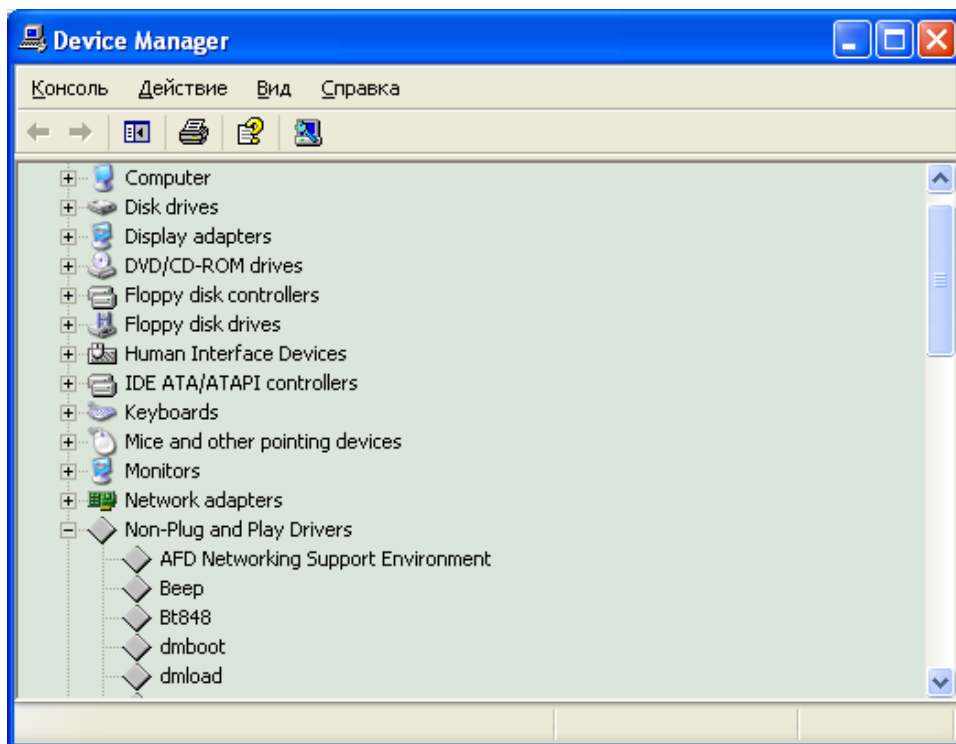 Device Manager
Консоль Действие Вид Справка
Computer
Disk drives
Display adapters
DVD/CD-ROM drives
Floppy disk controllers
Floppy disk drives
Human Interface Devices
IDE ATA/ATAPI controllers
Keyboards
Mice and other pointing devices
Monitors
Network adapters
Non-Plug and Play Drivers
AFD Networking Support Environment
Beep
Bt848
dmboot
dmload